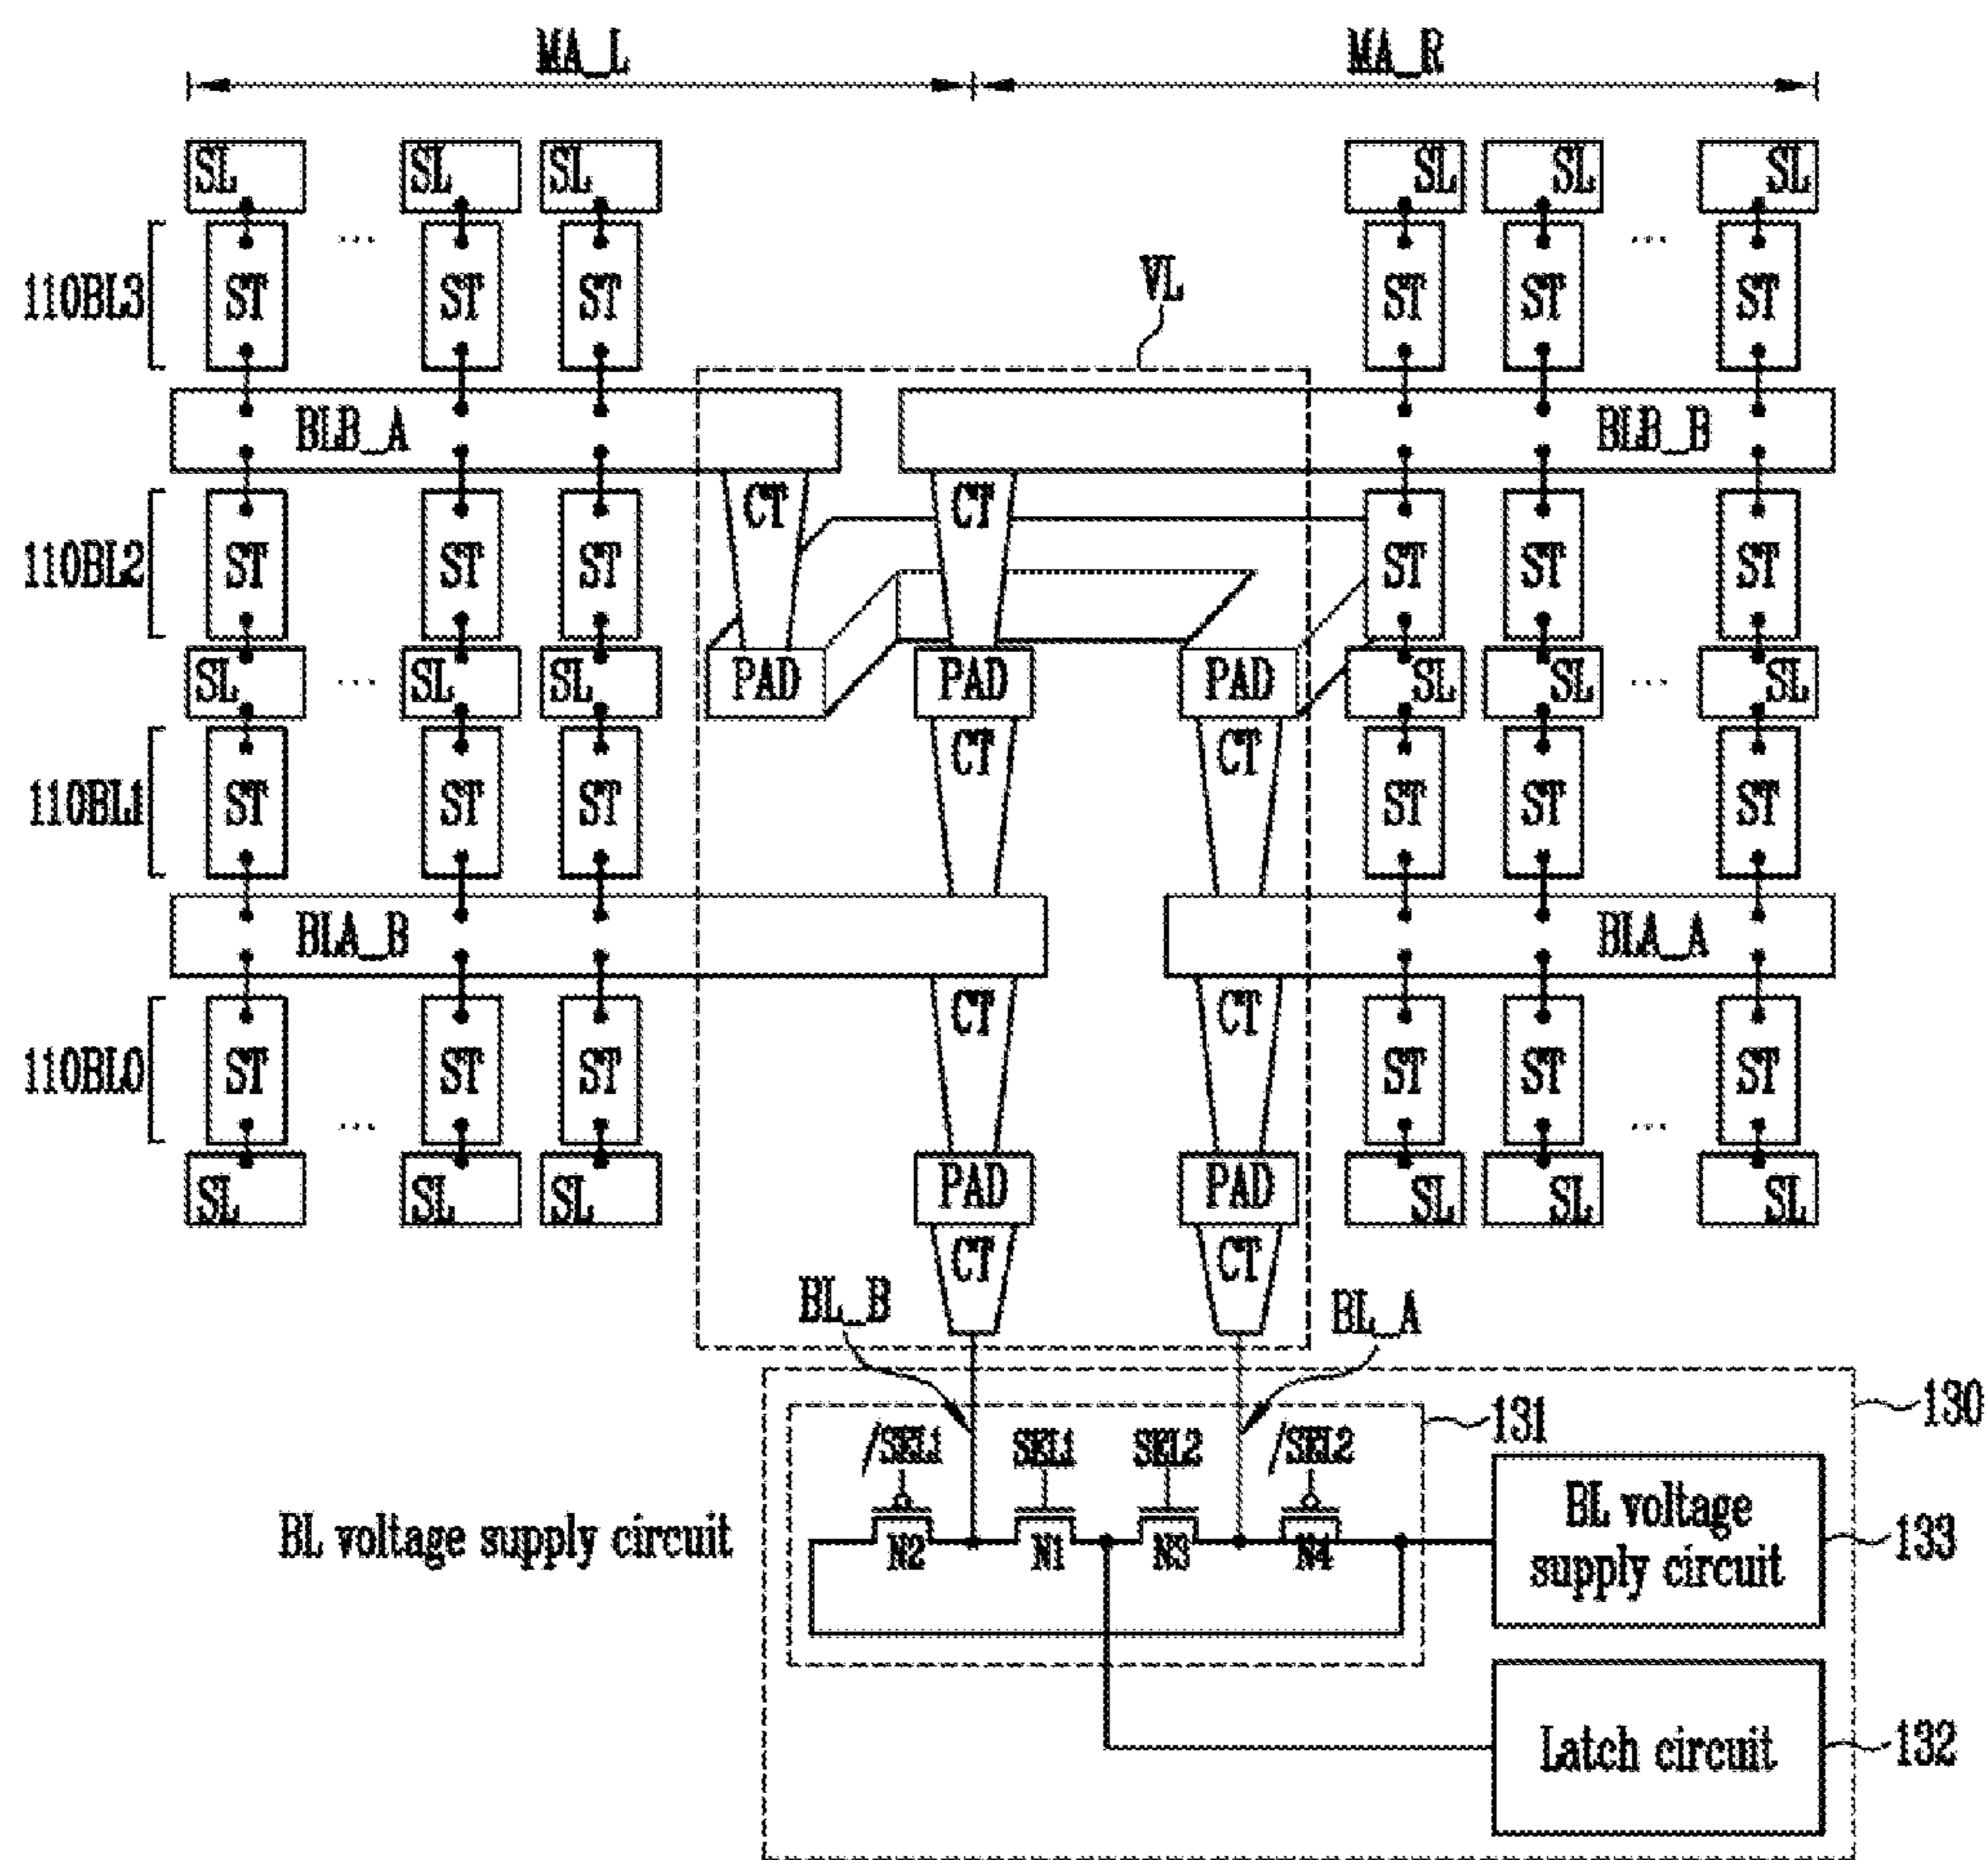 MA_L MA_R
SL SL SL SL SL SL
110BL3 ST ... ST ST ST ST ... ST
VL
BLB_A BLB_B
CT CT
110BL2 ST ST ST ST ST ST
PAD PAD PAD
SL ... SL SL SL SL ... SL
CT CT
110BL1 ST ST ST ST ST ST
BLA_B BLA_A
CT CT
110BL0 ST ... ST ST ST ST ... ST
PAD PAD
SL SL SL SL SL SL
CT CT
BL_B BL_A
130
131
/SEL1 SEL1 SEL2 /SEL2
N2 N1 N3 N4
BL voltage supply circuit
BL voltage
supply circuit
133
Latch circuit
132